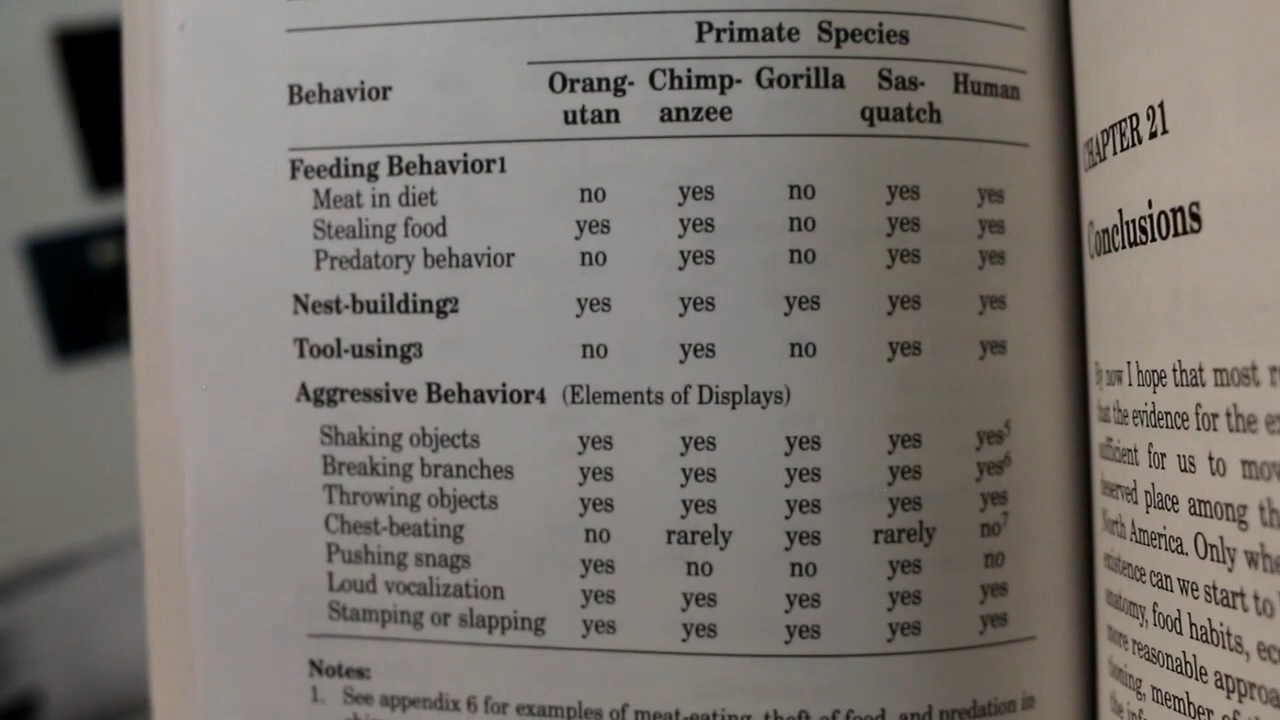 Primate Species
Behavior Orang- Chimp- Gorilla Sas- Human
utan anzee quatch
Feeding Behavior1
Meat in diet no yes no yes yes
Stealing food yes yes no yes yes
Predatory behavior no yes no yes yes
Nest-building2 yes yes yes yes yes
Tool-using3 no yes no yes yes
Aggressive Behavior4 (Elements of Displays)
Shaking objects yes yes yes yes yes5
Breaking branches yes yes yes yes yes6
Throwing objects yes yes yes yes yes
Chest-beating no rarely yes rarely no7
Pushing snags yes no no yes no
Loud vocalization yes yes yes yes yes
Stamping or slapping yes yes yes yes yes
Notes:
1. See appendix 6 for examples of meat-eating, theft of food, and predation in
CHAPTER 21
Conclusions
By now I hope that most
that the evidence for the
sufficient for us to
deserved place among
North America. Only
existence can we start to
anatomy, food habits,
more reasonable
member